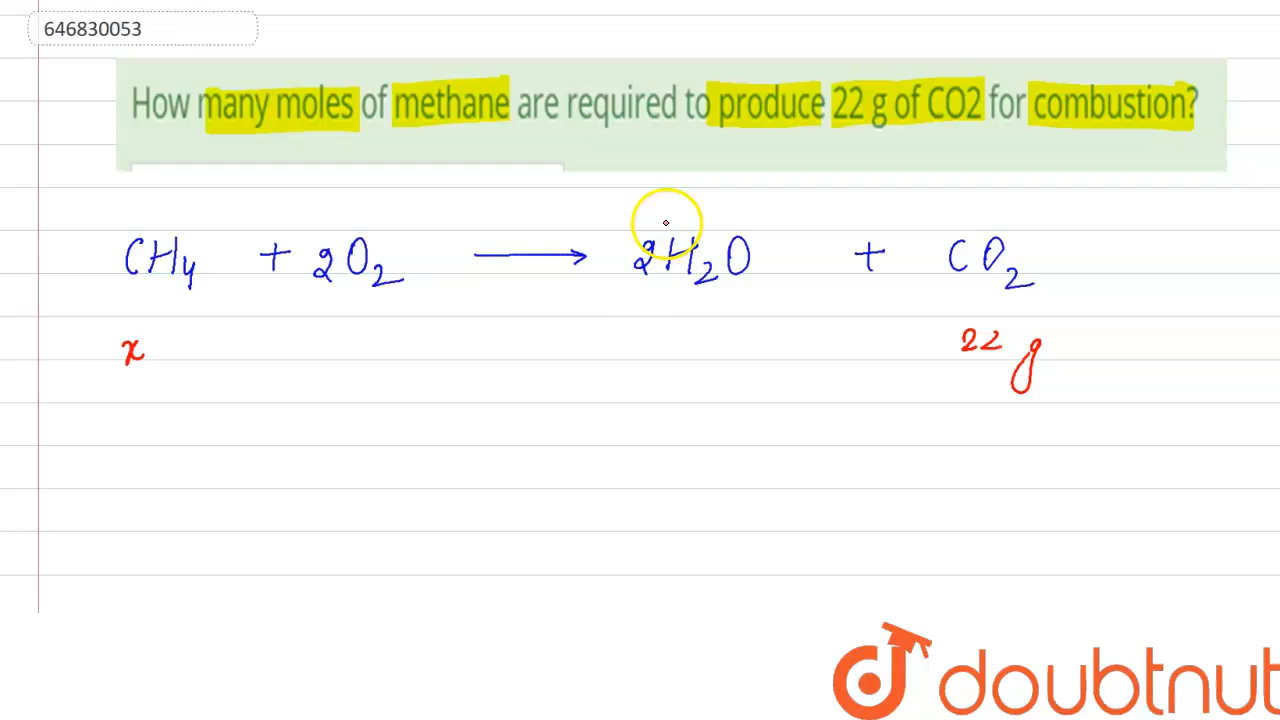 646830053
How many moles of methane are required to produce 22 g of CO2 for combustion?
CH4 + 2O2 ⟶ 2H2O + CO2
x 22 g
doubtnut